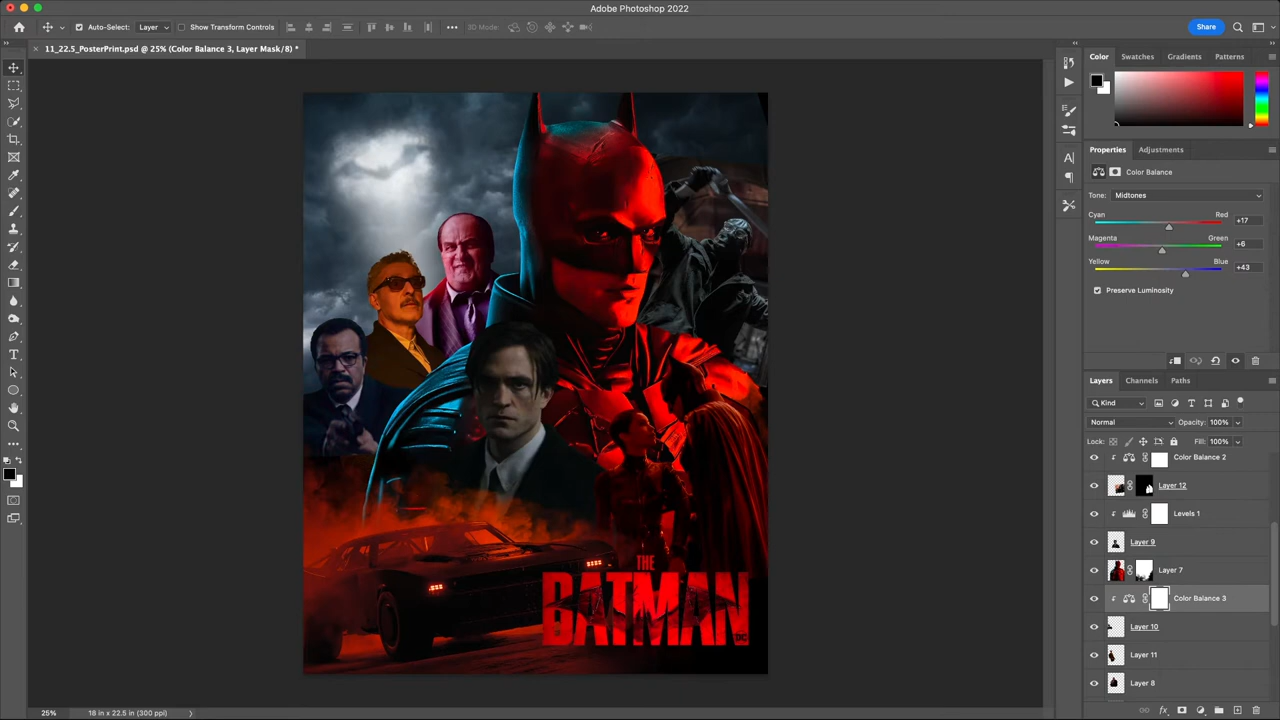 Adobe Photoshop 2022
Auto-Select: Layer Show Transform Controls ••• 3D Mode: Share
× 11_22.5_PosterPrint.psd @ 25% (Color Balance 3, Layer Mask/8) *
Color Swatches Gradients Patterns
Properties Adjustments
Color Balance
Tone: Midtones
Cyan Red +17
Magenta Green +6
Yellow Blue +43
Preserve Luminosity
Layers Channels Paths
Kind
Normal Opacity: 100%
Lock: Fill: 100%
Color Balance 2
Layer 12
Levels 1
Layer 9
Layer 7
Color Balance 3
Layer 10
Layer 11
Layer 8
THE
BATMAN
DC
25% 18 in x 22.5 in (300 ppi)
fx